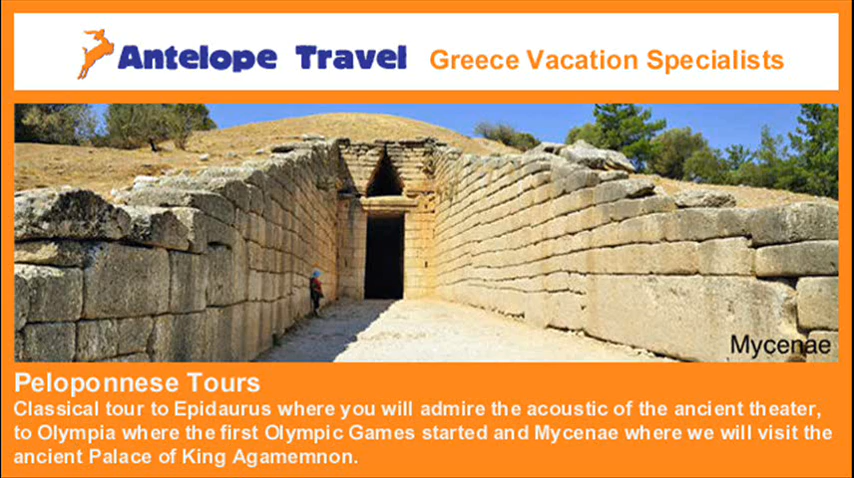 Antelope Travel Greece Vacation Specialists
Mycenae
Peloponnese Tours
Classical tour to Epidaurus where you will admire the acoustic of the ancient theater,
to Olympia where the first Olympic Games started and Mycenae where we will visit the
ancient Palace of King Agamemnon.